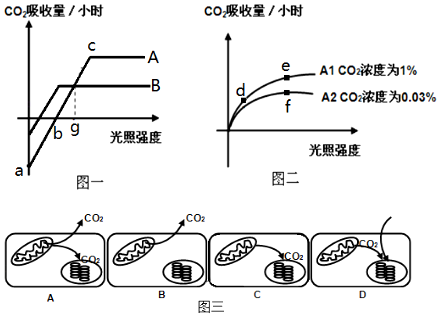 CO₂吸收量 / 小时
c
A
B
b
g
光照强度
a
图一
CO₂吸收量 / 小时
e
A1 CO₂浓度为1%
d
f
A2 CO₂浓度为0.03%
光照强度
图二
CO₂
CO₂
CO₂
CO₂
CO₂
A
B
C
D
图三